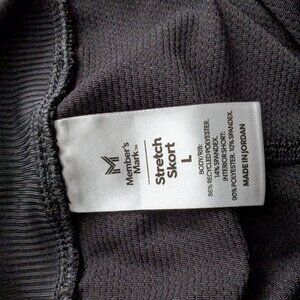 Member's
Mark™
Stretch
Skort
L
BODY/RIB:
86% RECYCLED POLYESTER,
14% SPANDEX.
INTERIOR SHORT:
90% POLYESTER, 10% SPANDEX.
MADE IN JORDAN